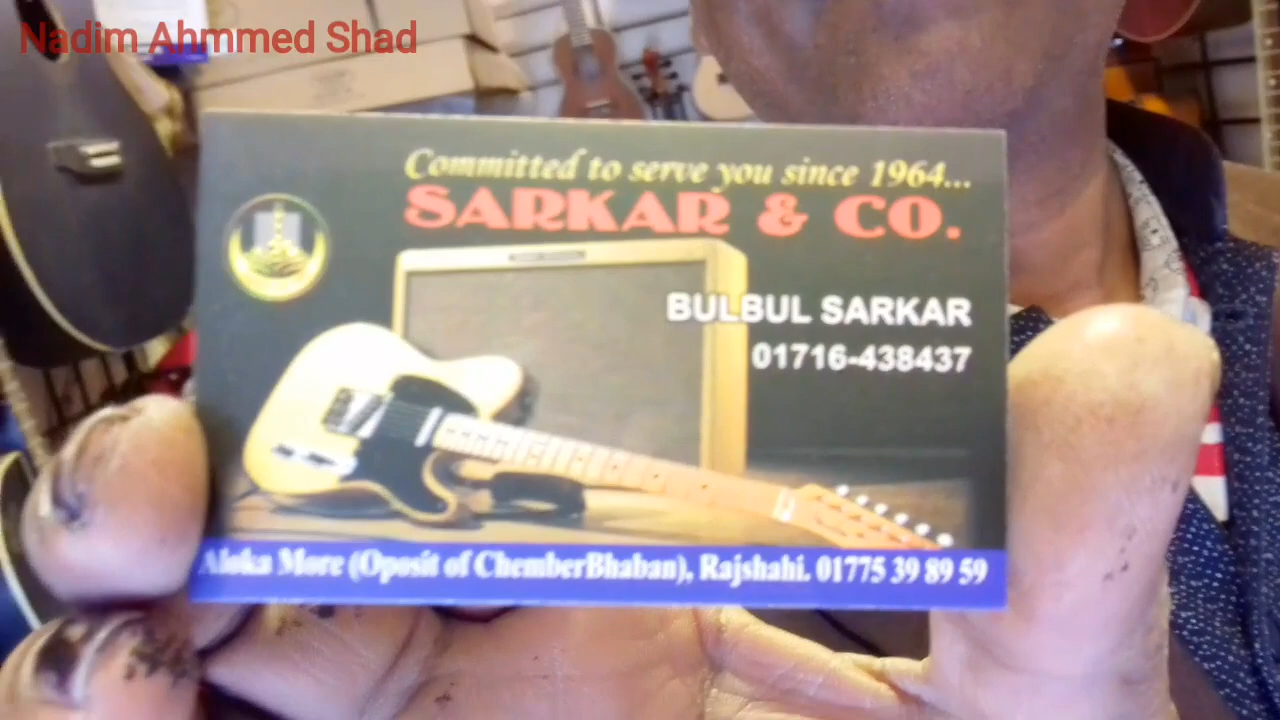 Nadim Ahmmed Shad
Committed to serve you since 1964...
SARKAR & CO.
BULBUL SARKAR
01716-438437
Aloka More (Oposit of ChemberBhaban), Rajshahi. 01775 39 89 59